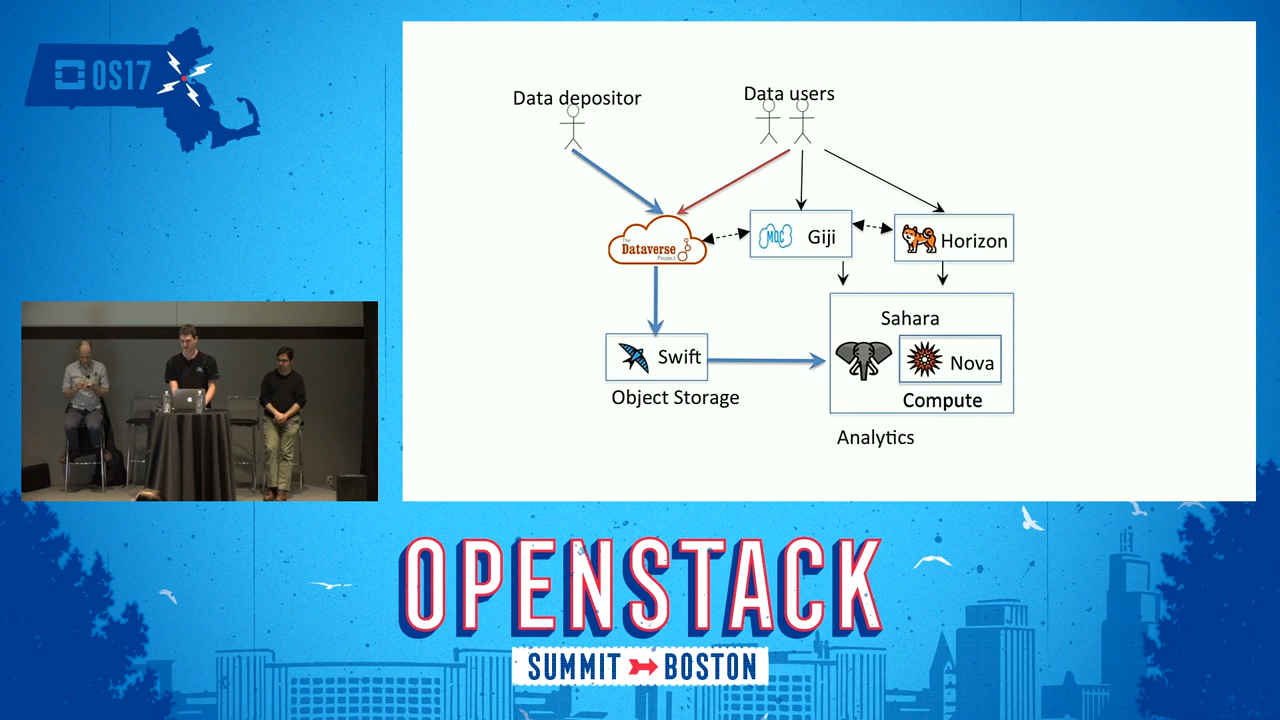 OS17
Data depositor
Data users
The
Dataverse
Project
MOC
Giji
Horizon
Swift
Object Storage
Sahara
Nova
Compute
Analytics
OPENSTACK
SUMMIT BOSTON